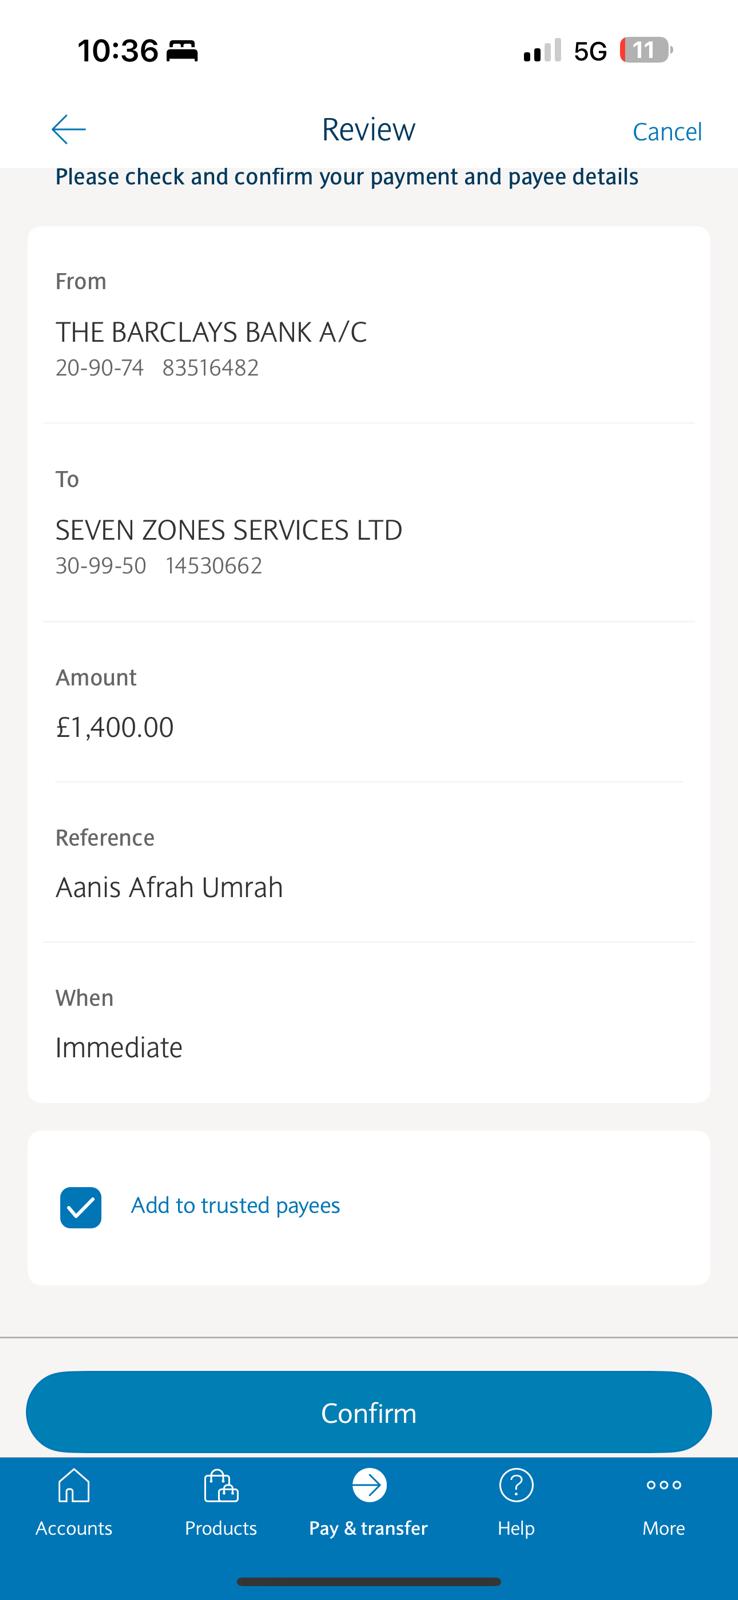 10:36
5G
11
Review
Cancel
Please check and confirm your payment and payee details
From
THE BARCLAYS BANK A/C
20-90-74 83516482
To
SEVEN ZONES SERVICES LTD
30-99-50 14530662
Amount
£1,400.00
Reference
Aanis Afrah Umrah
When
Immediate
Add to trusted payees
Confirm
Accounts
Products
Pay & transfer
Help
More